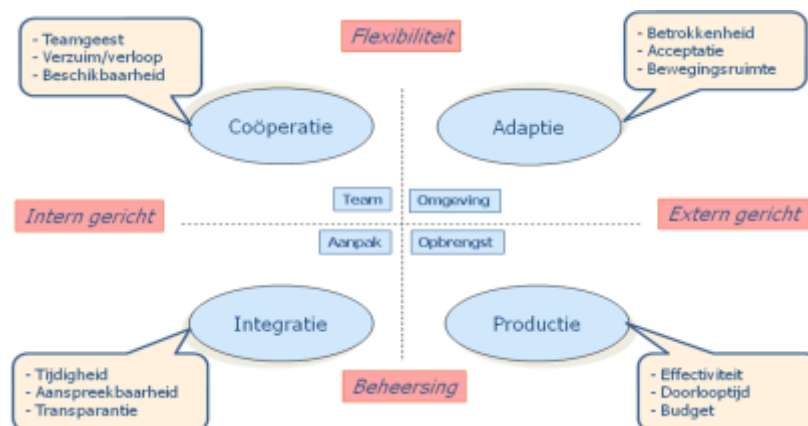 - Teamgeest
- Verzuim/verloop
- Beschikbaarheid
Flexibiliteit
- Betrokkenheid
- Acceptatie
- Bewegingsruimte
Coöperatie
Adaptie
Team
Omgeving
Intern gericht
Extern gericht
Aanpak
Opbrengst
Integratie
Productie
- Tijdigheid
- Aanspreekbaarheid
- Transparantie
Beheersing
- Effectiviteit
- Doorlooptijd
- Budget